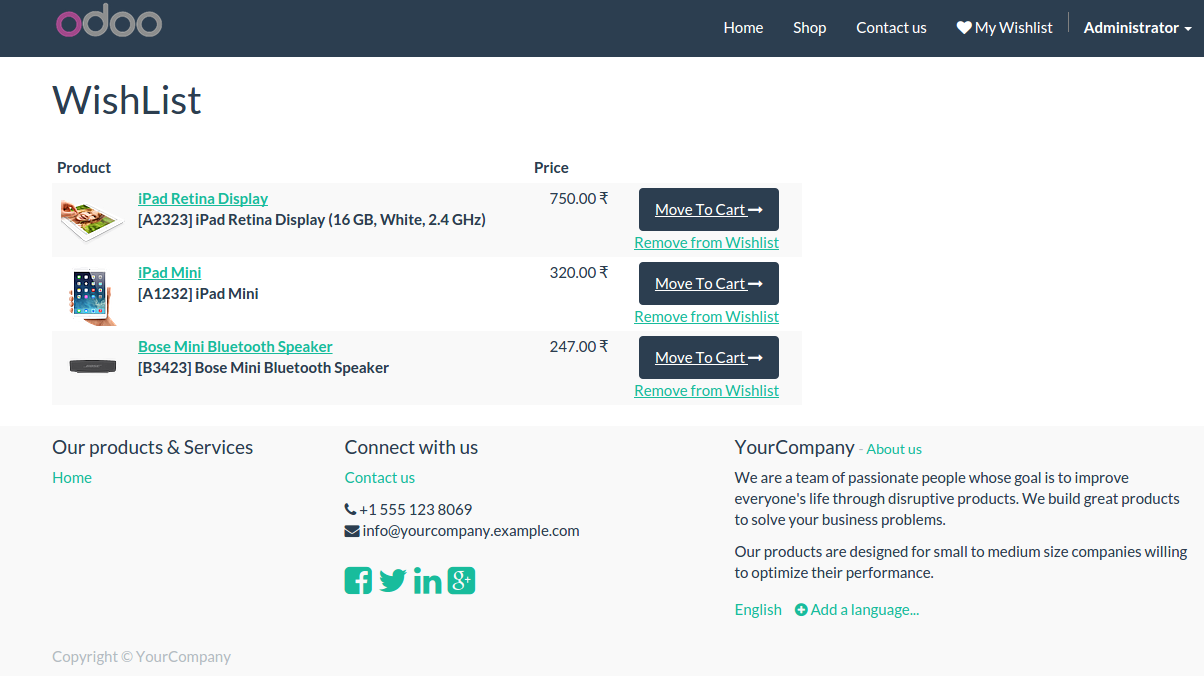 odoo
Home Shop Contact us My Wishlist Administrator
WishList
Product Price
iPad Retina Display 750.00 ₹
[A2323] iPad Retina Display (16 GB, White, 2.4 GHz)
Move To Cart
Remove from Wishlist
iPad Mini 320.00 ₹
[A1232] iPad Mini
Move To Cart
Remove from Wishlist
Bose Mini Bluetooth Speaker 247.00 ₹
[B3423] Bose Mini Bluetooth Speaker
Move To Cart
Remove from Wishlist
Our products & Services
Home
Connect with us
Contact us
+1 555 123 8069
info@yourcompany.example.com
YourCompany - About us
We are a team of passionate people whose goal is to improve
everyone's life through disruptive products. We build great products
to solve your business problems.
Our products are designed for small to medium size companies willing
to optimize their performance.
English Add a language...
Copyright © YourCompany